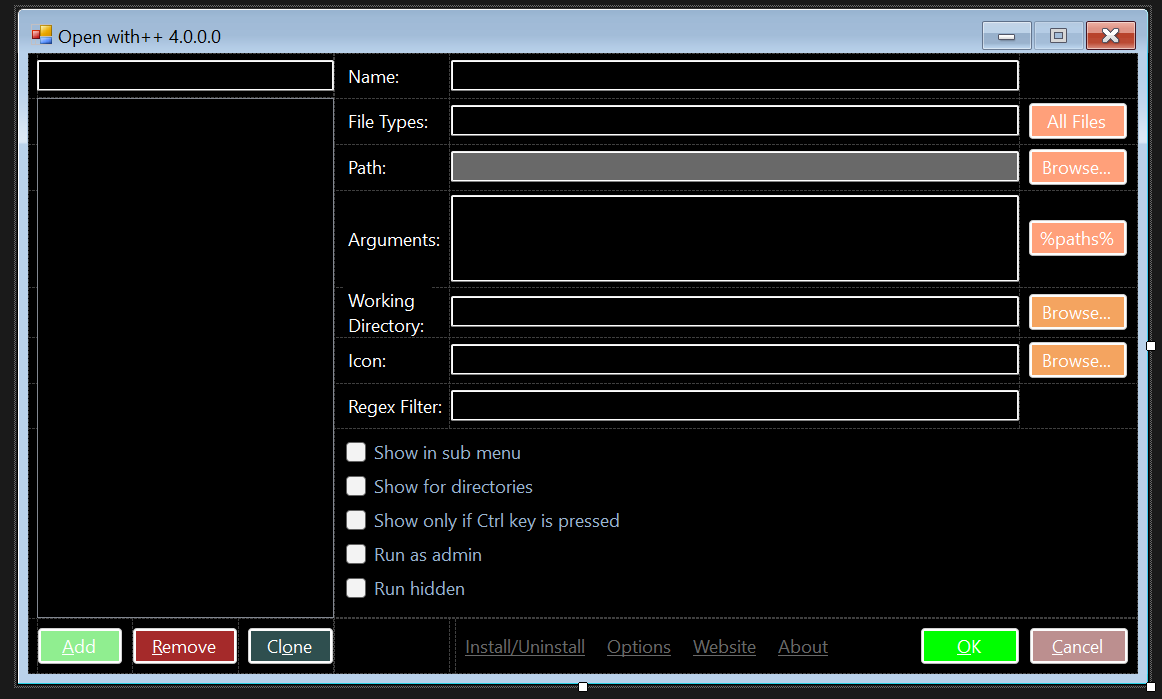 Open with++ 4.0.0.0
Name:
File Types:
All Files
Path:
Browse...
Arguments:
%paths%
Working
Directory:
Browse...
Icon:
Browse...
Regex Filter:
Show in sub menu
Show for directories
Show only if Ctrl key is pressed
Run as admin
Run hidden
Add Remove Clone Install/Uninstall Options Website About OK Cancel